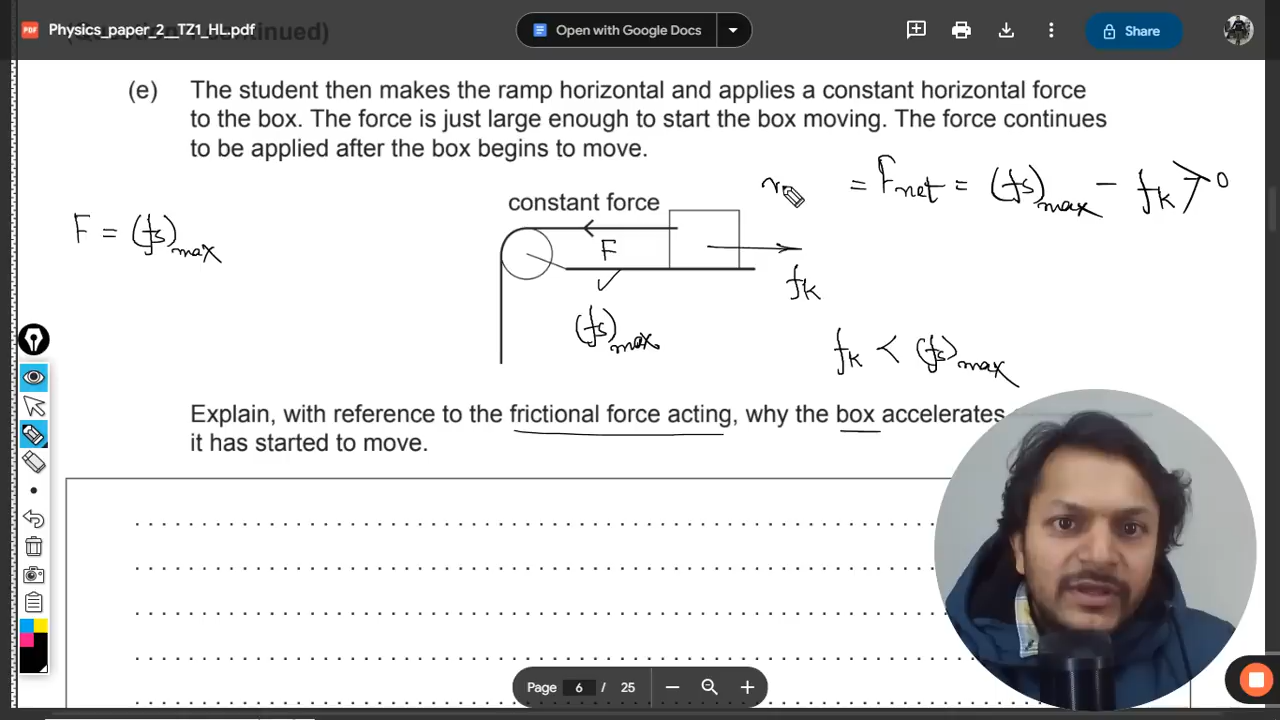 (Question 1 continued)
Physics_paper_2__TZ1_HL.pdf
Open with Google Docs
Share
(e) The student then makes the ramp horizontal and applies a constant horizontal force
to the box. The force is just large enough to start the box moving. The force continues
to be applied after the box begins to move.
= Fnet = (fs)max - fk > 0
constant force
F = (fs)max
F
fk
(fs)max
fk < (fs)max
Explain, with reference to the frictional force acting, why the box accelerates
it has started to move.
Page 6 / 25